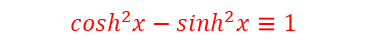 cosh²x − sinh²x ≡ 1